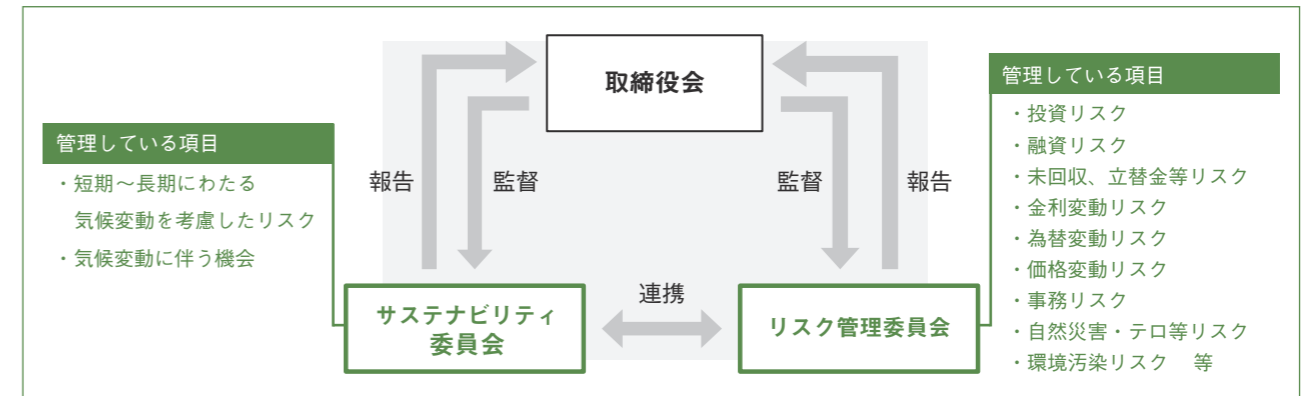 取締役会
管理している項目
・短期〜長期にわたる
気候変動を考慮したリスク
・気候変動に伴う機会
報告
監督
監督
報告
サステナビリティ
委員会
連携
リスク管理委員会
管理している項目
・投資リスク
・融資リスク
・未回収、立替金等リスク
・金利変動リスク
・為替変動リスク
・価格変動リスク
・事務リスク
・自然災害・テロ等リスク
・環境汚染リスク　等